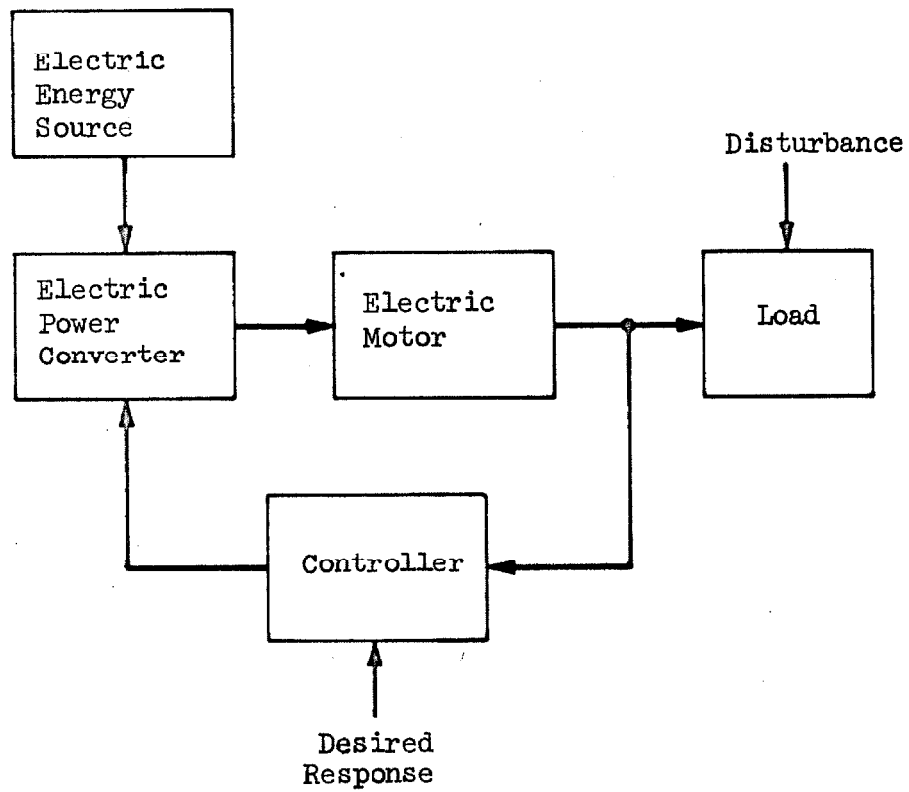 Electric
Energy
Source
Disturbance
Electric
Power
Converter
Electric
Motor
Load
Controller
Desired
Response